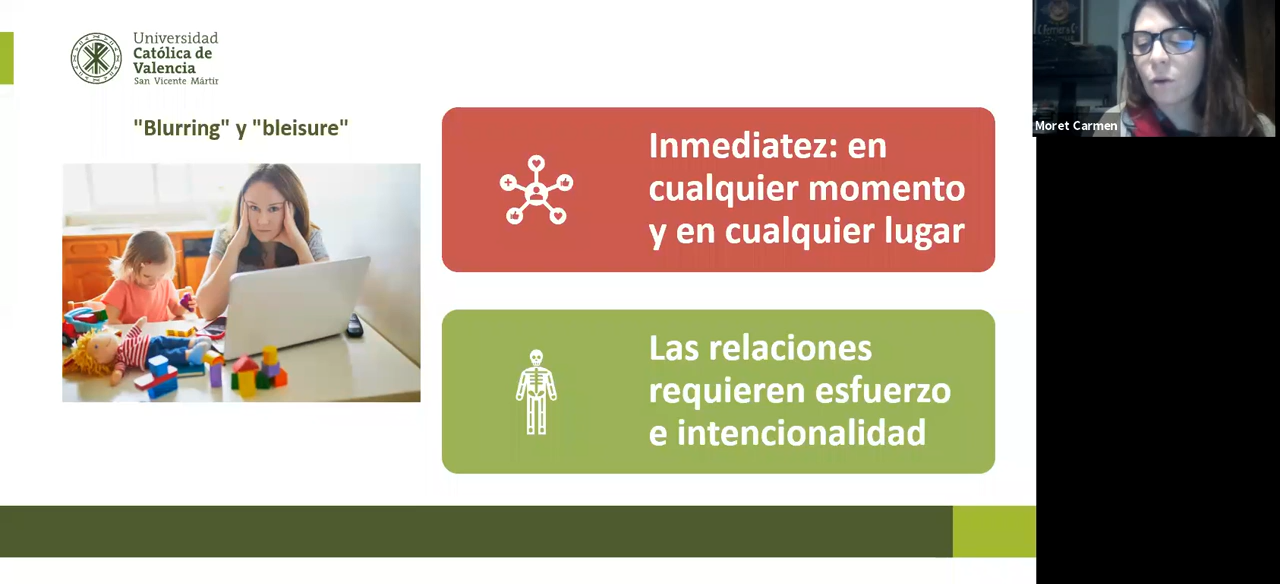 Universidad
Católica de
Valencia
San Vicente Mártir
"Blurring" y "bleisure"
Inmediatez: en
cualquier momento
y en cualquier lugar
Las relaciones
requieren esfuerzo
e intencionalidad
Moret Carmen